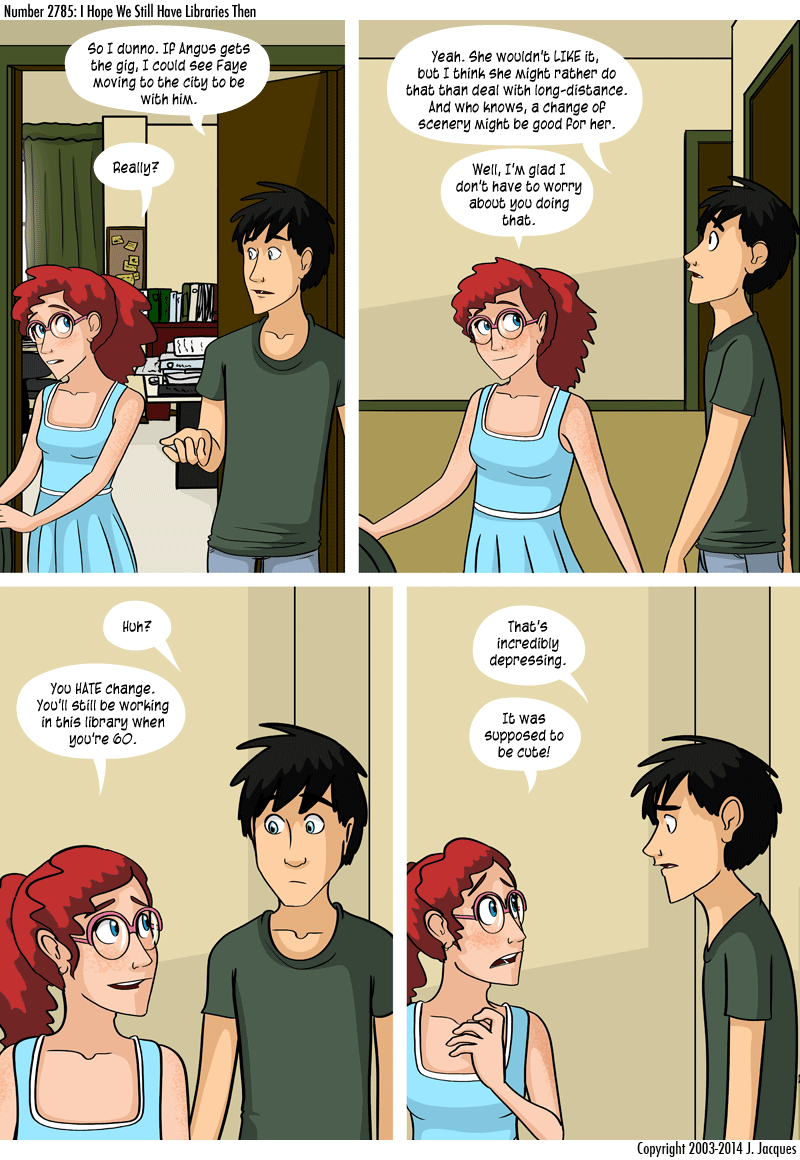 Number 2785: I Hope We Still Have Libraries Then
So I dunno. If Angus gets
the gig, I could see Faye
moving to the city to be
with him.
Really?
Yeah. She wouldn't LIKE it,
but I think she might rather do
that than deal with long-distance.
And who knows, a change of
scenery might be good for her.
Well, I'm glad I
don't have to worry
about you doing
that.
Huh?
You HATE change.
You'll still be working
in this library when
you're 60.
That's
incredibly
depressing.
It was
supposed to
be cute!
Copyright 2003-2014 J. Jacques